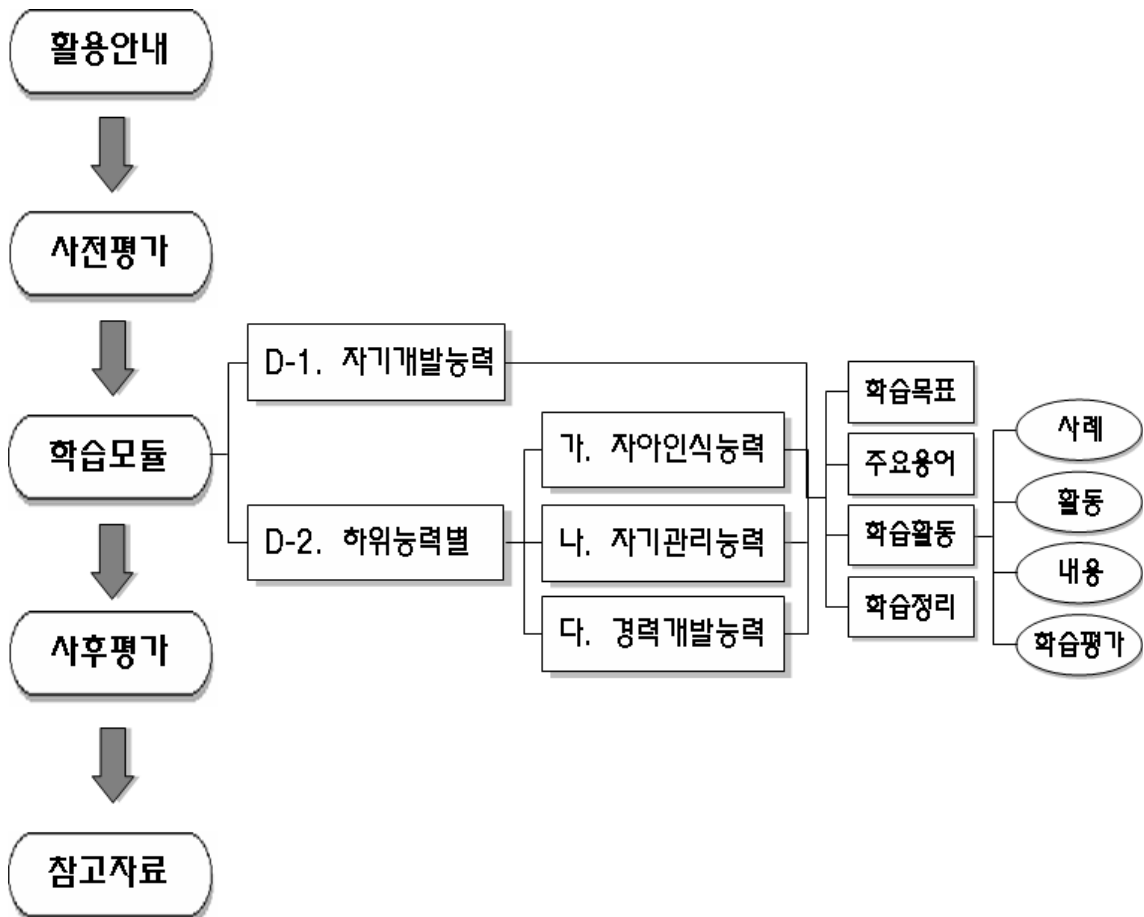 활용안내
사전평가
학습모듈
사후평가
참고자료
D-1. 자기개발능력
D-2. 하위능력별
가. 자아인식능력
나. 자기관리능력
다. 경력개발능력
학습목표
주요용어
학습활동
학습정리
사례
활동
내용
학습평가